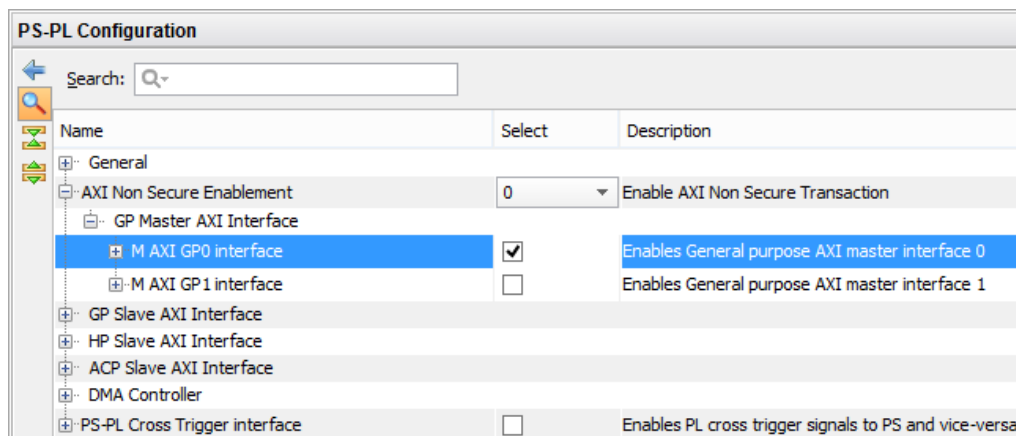 PS-PL Configuration
Search:
Name Select Description
General
AXI Non Secure Enablement 0 Enable AXI Non Secure Transaction
GP Master AXI Interface
M AXI GP0 interface Enables General purpose AXI master interface 0
M AXI GP1 interface Enables General purpose AXI master interface 1
GP Slave AXI Interface
HP Slave AXI Interface
ACP Slave AXI Interface
DMA Controller
PS-PL Cross Trigger interface Enables PL cross trigger signals to PS and vice-versa